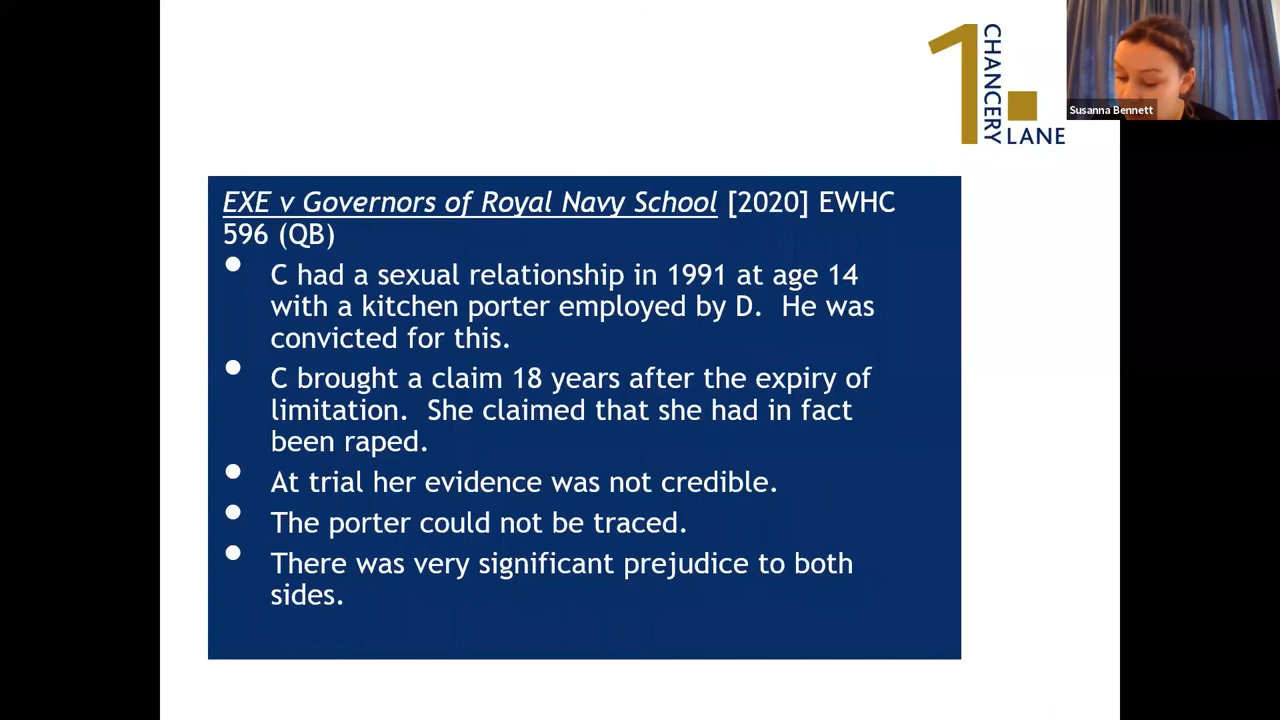 1
CHANCERY
LANE
Susanna Bennett
EXE v Governors of Royal Navy School [2020] EWHC
596 (QB)
• C had a sexual relationship in 1991 at age 14
with a kitchen porter employed by D.  He was
convicted for this.
• C brought a claim 18 years after the expiry of
limitation.  She claimed that she had in fact
been raped.
• At trial her evidence was not credible.
• The porter could not be traced.
• There was very significant prejudice to both
sides.